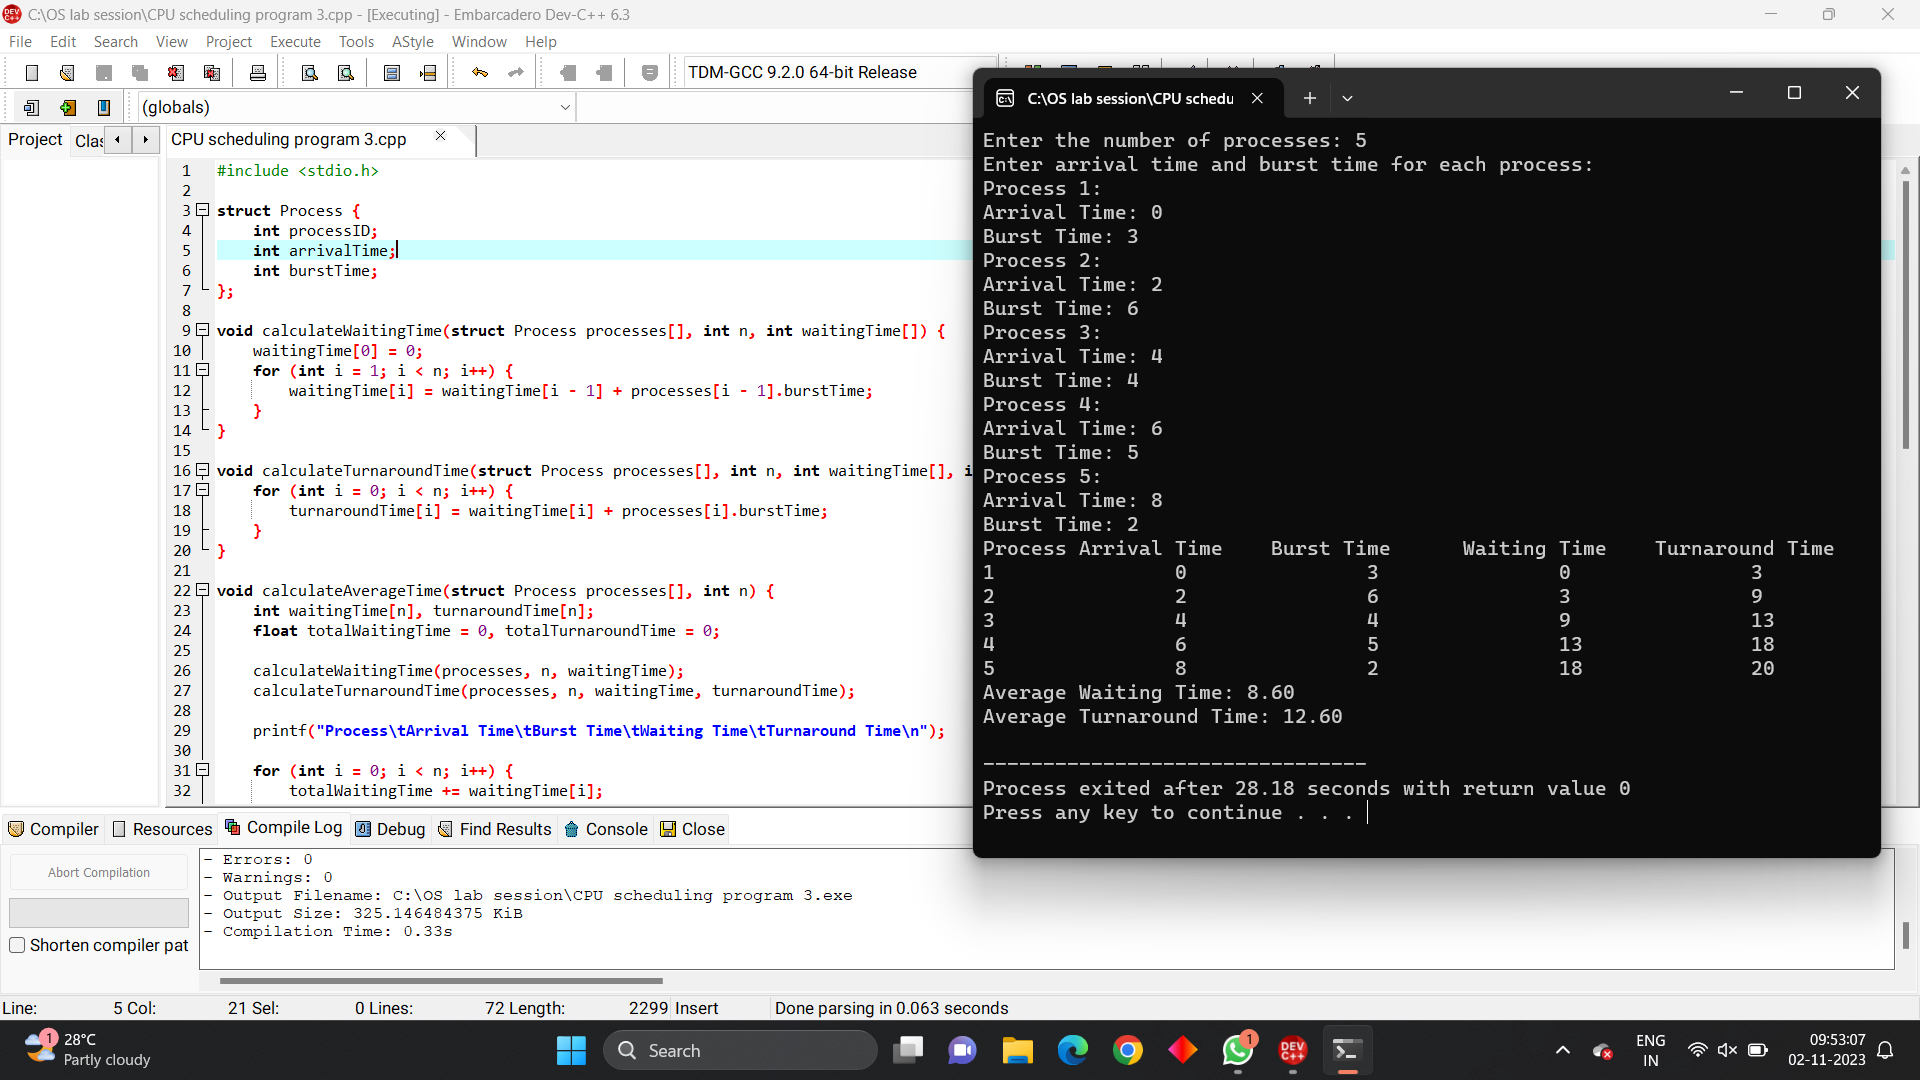 C:\OS lab session\CPU scheduling program 3.cpp - [Executing] - Embarcadero Dev-C++ 6.3
File Edit Search View Project Execute Tools AStyle Window Help
TDM-GCC 9.2.0 64-bit Release
(globals)
Project Clas
CPU scheduling program 3.cpp
1 #include <stdio.h>
2
3 struct Process {
4 int processID;
5 int arrivalTime;
6 int burstTime;
7 };
8
9 void calculateWaitingTime(struct Process processes[], int n, int waitingTime[]) {
10 waitingTime[0] = 0;
11 for (int i = 1; i < n; i++) {
12 waitingTime[i] = waitingTime[i - 1] + processes[i - 1].burstTime;
13 }
14 }
15
16 void calculateTurnaroundTime(struct Process processes[], int n, int waitingTime[], i
17 for (int i = 0; i < n; i++) {
18 turnaroundTime[i] = waitingTime[i] + processes[i].burstTime;
19 }
20 }
21
22 void calculateAverageTime(struct Process processes[], int n) {
23 int waitingTime[n], turnaroundTime[n];
24 float totalWaitingTime = 0, totalTurnaroundTime = 0;
25
26 calculateWaitingTime(processes, n, waitingTime);
27 calculateTurnaroundTime(processes, n, waitingTime, turnaroundTime);
28
29 printf("Process\tArrival Time\tBurst Time\tWaiting Time\tTurnaround Time\n");
30
31 for (int i = 0; i < n; i++) {
32 totalWaitingTime += waitingTime[i];
C:\OS lab session\CPU schedu
Enter the number of processes: 5
Enter arrival time and burst time for each process:
Process 1:
Arrival Time: 0
Burst Time: 3
Process 2:
Arrival Time: 2
Burst Time: 6
Process 3:
Arrival Time: 4
Burst Time: 4
Process 4:
Arrival Time: 6
Burst Time: 5
Process 5:
Arrival Time: 8
Burst Time: 2
Process Arrival Time Burst Time Waiting Time Turnaround Time
1 0 3 0 3
2 2 6 3 9
3 4 4 9 13
4 6 5 13 18
5 8 2 18 20
Average Waiting Time: 8.60
Average Turnaround Time: 12.60
--------------------------------
Process exited after 28.18 seconds with return value 0
Press any key to continue . . .
Compiler Resources Compile Log Debug Find Results Console Close
Abort Compilation
Shorten compiler pat
- Errors: 0
- Warnings: 0
- Output Filename: C:\OS lab session\CPU scheduling program 3.exe
- Output Size: 325.146484375 KiB
- Compilation Time: 0.33s
Line: 5 Col: 21 Sel: 0 Lines: 72 Length: 2299 Insert Done parsing in 0.063 seconds
1
28°C
Partly cloudy
Search
1
DEV C++
ENG
IN
09:53:07
02-11-2023